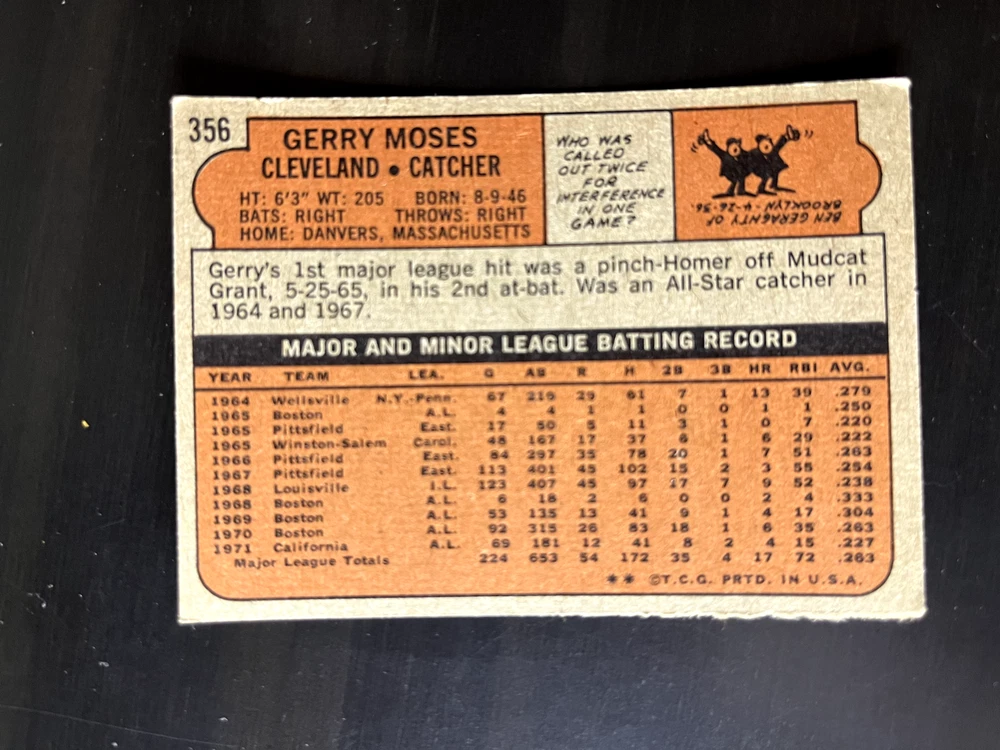 356
GERRY MOSES
CLEVELAND • CATCHER
HT: 6'3" WT: 205 BORN: 8-9-46
BATS: RIGHT THROWS: RIGHT
HOME: DANVERS, MASSACHUSETTS
WHO WAS
CALLED
OUT TWICE
FOR
INTERFERENCE
IN ONE
GAME?
BEN GERAGHTY OF
BROOKLYN - 4-26-36.
Gerry's 1st major league hit was a pinch-Homer off Mudcat
Grant, 5-25-65, in his 2nd at-bat. Was an All-Star catcher in
1964 and 1967.
MAJOR AND MINOR LEAGUE BATTING RECORD
YEAR TEAM LEA. G AB R H 2B 3B HR RBI AVG.
1964 Wellsville N.Y.-Penn. 67 219 29 61 7 1 13 39 .279
1965 Boston A.L. 4 4 1 1 0 0 1 1 .250
1965 Pittsfield East. 17 50 5 11 3 1 0 7 .220
1965 Winston-Salem Carol. 48 167 17 37 6 1 6 29 .222
1966 Pittsfield East. 84 297 35 78 20 1 7 51 .263
1967 Pittsfield East. 113 401 45 102 15 2 3 55 .254
1968 Louisville I.L. 123 407 45 97 17 7 9 52 .238
1968 Boston A.L. 6 18 2 6 0 0 2 4 .333
1969 Boston A.L. 53 135 13 41 9 1 4 17 .304
1970 Boston A.L. 92 315 26 83 18 1 6 35 .263
1971 California A.L. 69 181 12 41 8 2 4 15 .227
Major League Totals 224 653 54 172 35 4 17 72 .263
** ©T.C.G. PRTD. IN U.S.A.